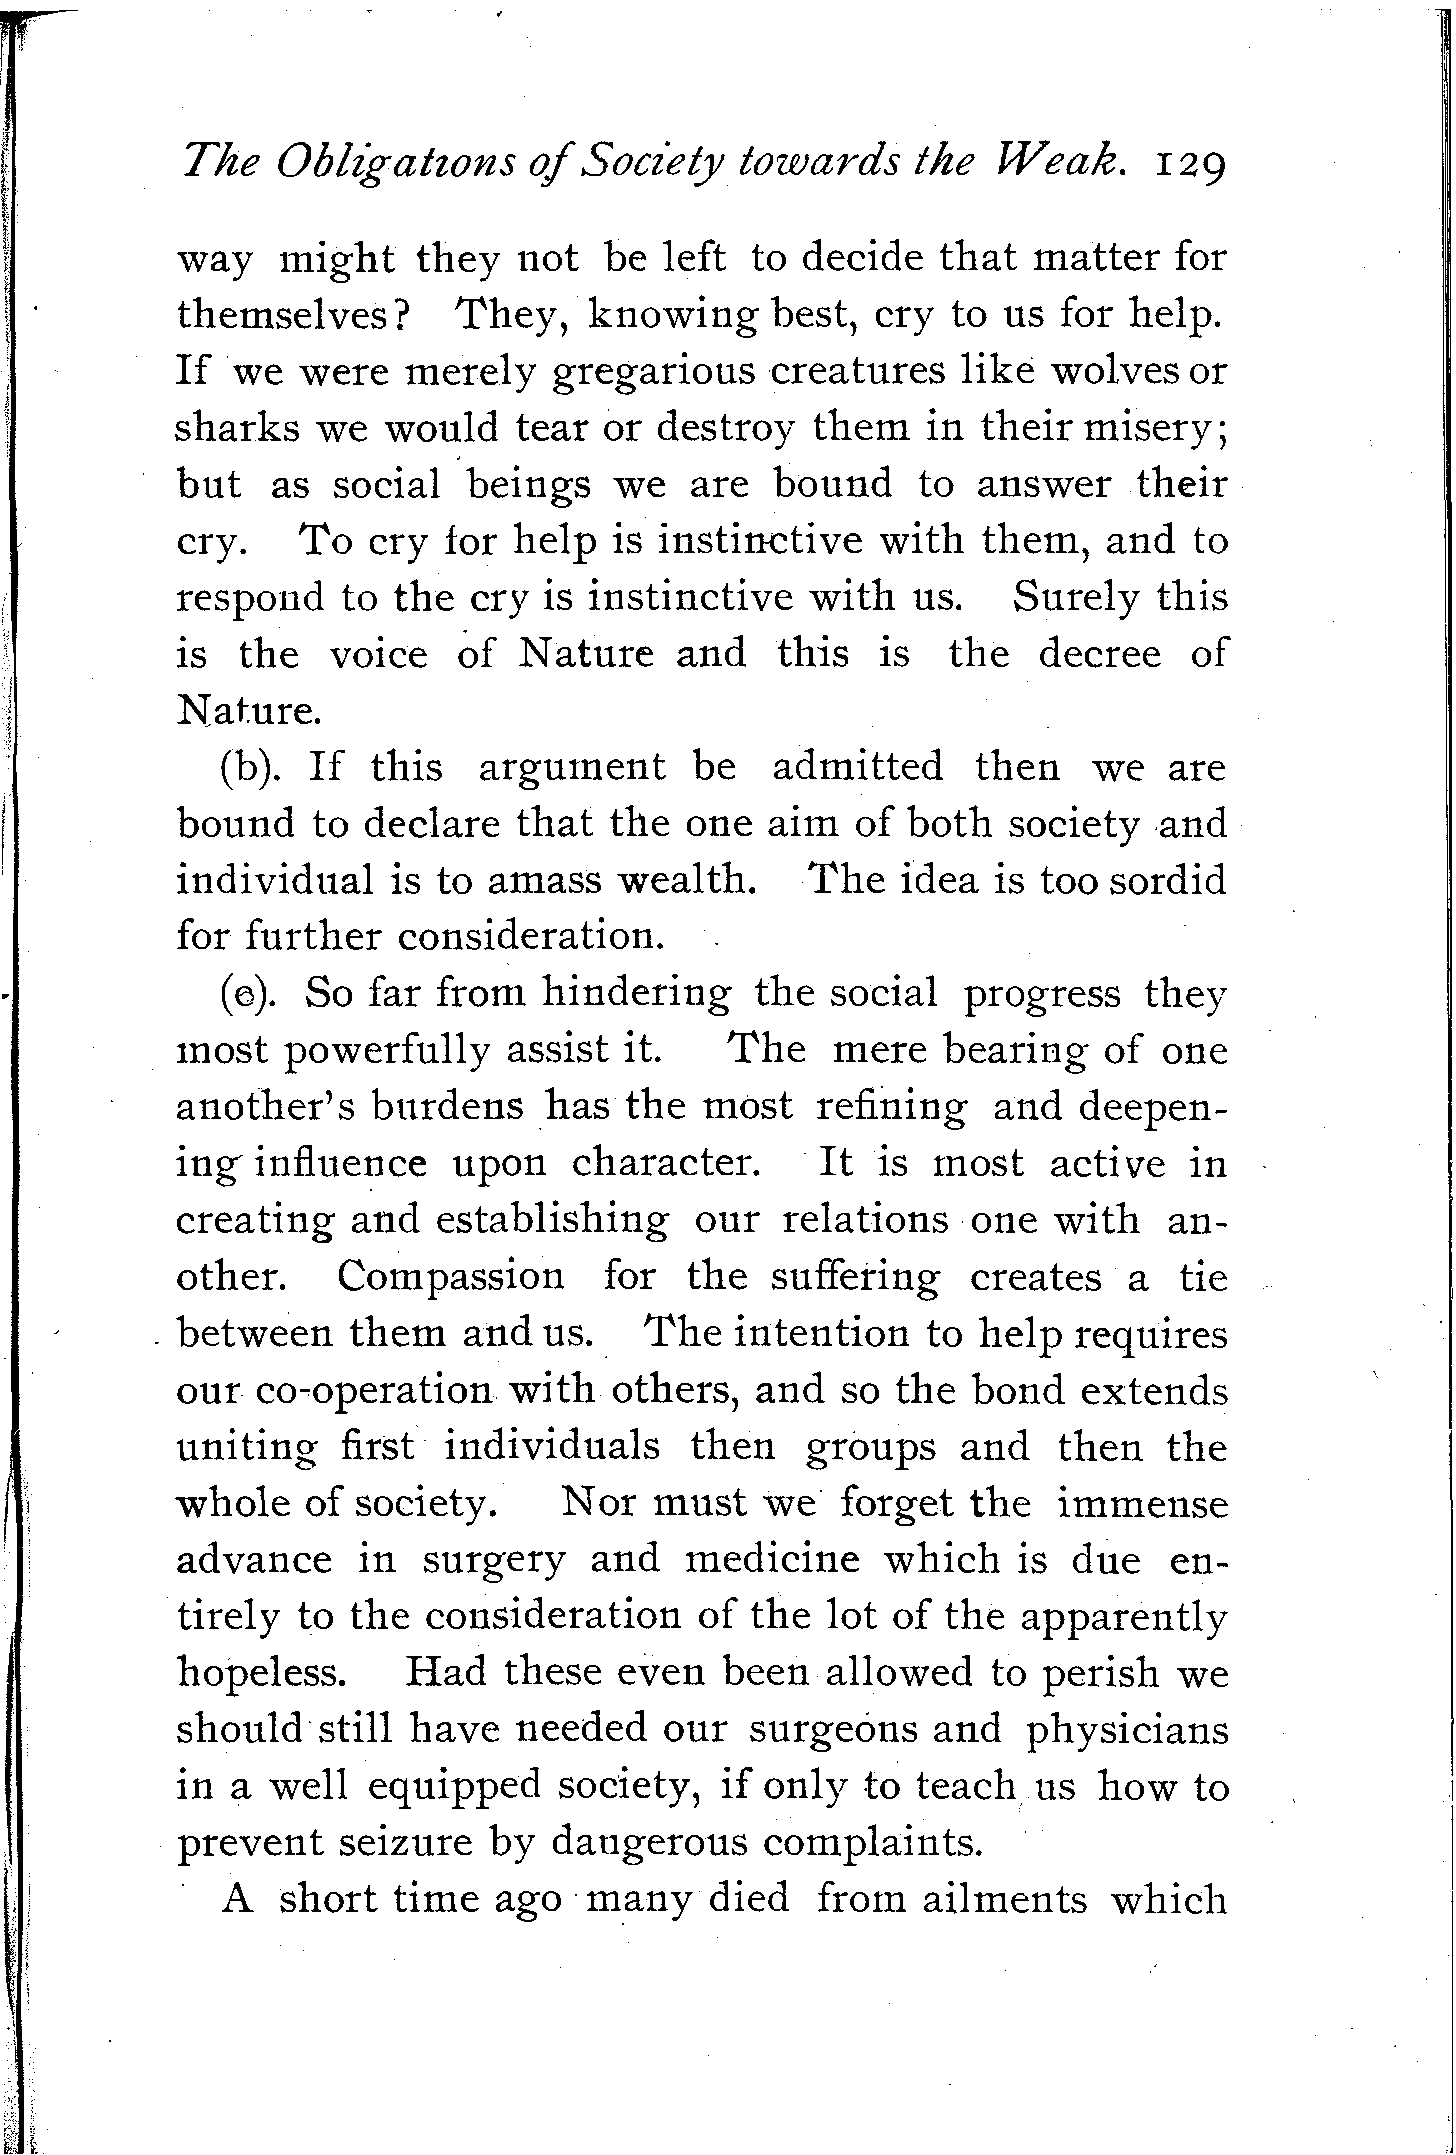 The Obligations of Society towards the Weak. 129
way might they not be left to decide that matter for
themselves? They, knowing best, cry to us for help.
If we were merely gregarious creatures like wolves or
sharks we would tear or destroy them in their misery;
but as social beings we are bound to answer their
cry. To cry for help is instinctive with them, and to
respond to the cry is instinctive with us. Surely this
is the voice of Nature and this is the decree of
Nature.
(b). If this argument be admitted then we are
bound to declare that the one aim of both society and
individual is to amass wealth. The idea is too sordid
for further consideration.
(e). So far from hindering the social progress they
most powerfully assist it. The mere bearing of one
another's burdens has the most refining and deepen-
ing influence upon character. It is most active in
creating and establishing our relations one with an-
other. Compassion for the suffering creates a tie
between them and us. The intention to help requires
our co-operation with others, and so the bond extends
uniting first individuals then groups and then the
whole of society. Nor must we forget the immense
advance in surgery and medicine which is due en-
tirely to the consideration of the lot of the apparently
hopeless. Had these even been allowed to perish we
should still have needed our surgeons and physicians
in a well equipped society, if only to teach us how to
prevent seizure by dangerous complaints.
A short time ago many died from ailments which